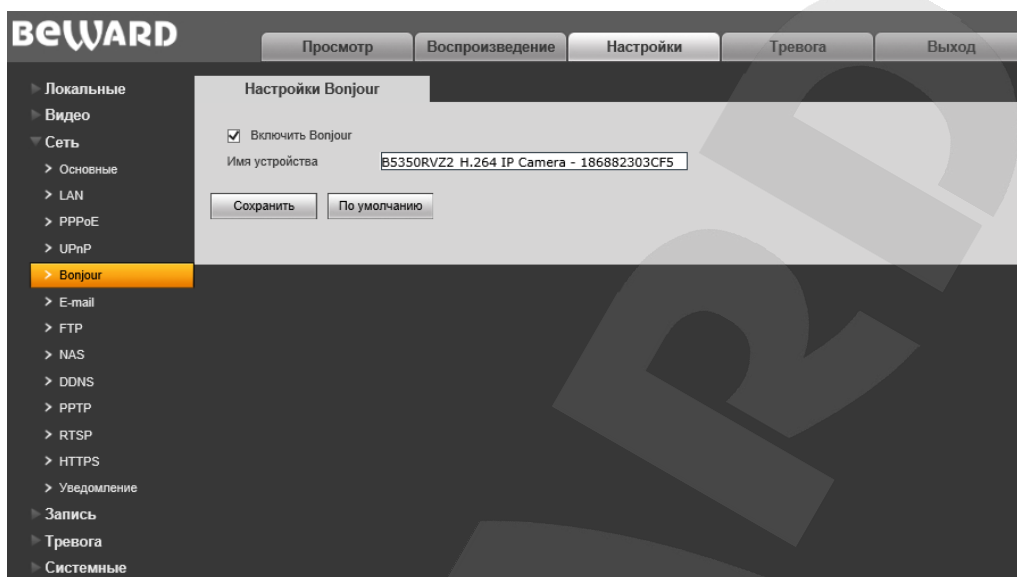 BEWARD
Просмотр
Воспроизведение
Настройки
Тревога
Выход
Локальные
Видео
Сеть
> Основные
> LAN
> PPPoE
> UPnP
> Bonjour
> E-mail
> FTP
> NAS
> DDNS
> PPTP
> RTSP
> HTTPS
> Уведомление
Запись
Тревога
Системные
Настройки Bonjour
Включить Bonjour
Имя устройства B5350RVZ2 H.264 IP Camera - 186882303CF5
Сохранить По умолчанию